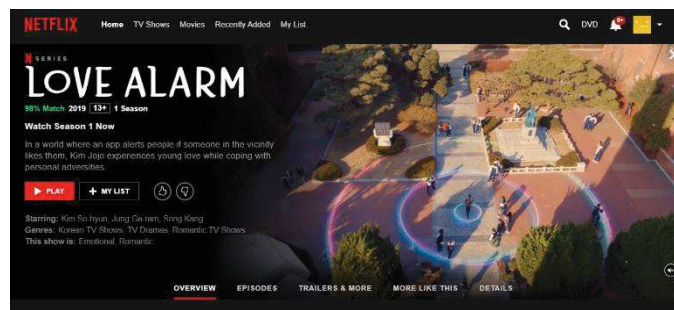 NETFLIX Home TV Shows Movies Recently Added My List DVD 9+
N SERIES
LOVE ALARM
98% Match 2019 13+ 1 Season
Watch Season 1 Now
In a world where an app alerts people if someone in the vicinity
likes them, Kim Jojo experiences young love while coping with
personal adversities.
PLAY + MY LIST
Starring: Kim So-hyun, Jung Ga-ram, Song Kang
Genres: Korean TV Shows, TV Dramas, Romantic TV Shows
This show is: Emotional, Romantic
OVERVIEW EPISODES TRAILERS & MORE MORE LIKE THIS DETAILS